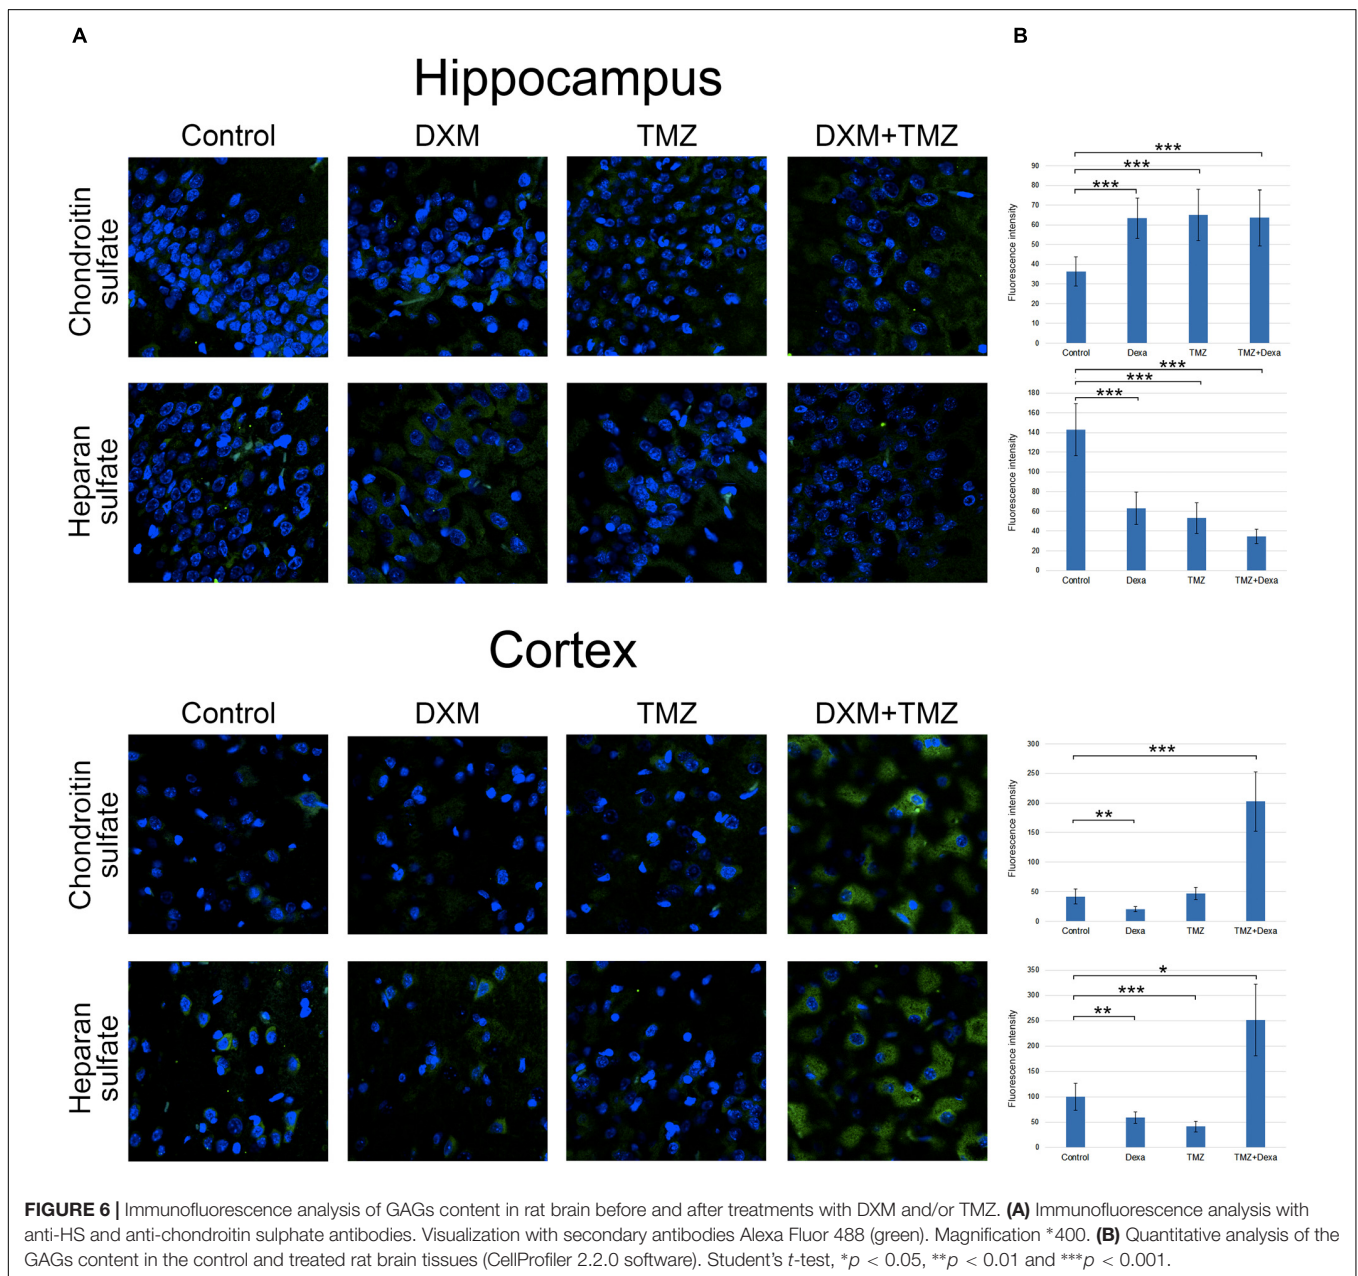 A
B
Hippocampus
Control DXM TMZ DXM+TMZ
Chonditin sulfate
Chondroitin
sulfate
Heparan
sulfate
***
***
***
90
80
70
60
50
40
30
20
10
0
Fluorescence intensity
Control Dexa TMZ TMZ+Dexa
***
***
***
180
160
140
120
100
80
60
40
20
0
Fluorescence intensity
Control Dexa TMZ TMZ+Dexa
Cortex
Control DXM TMZ DXM+TMZ
Chondroitin
sulfate
Heparan
sulfate
***
**
300
250
200
150
100
50
0
Fluorescence intensity
Control Dexa TMZ TMZ+Dexa
*
***
**
350
300
250
200
150
100
50
0
Fluorescence intensity
Control Dexa TMZ TMZ+Dexa
FIGURE 6 | Immunofluorescence analysis of GAGs content in rat brain before and after treatments with DXM and/or TMZ. (A) Immunofluorescence analysis with
anti-HS and anti-chondroitin sulphate antibodies. Visualization with secondary antibodies Alexa Fluor 488 (green). Magnification *400. (B) Quantitative analysis of the
GAGs content in the control and treated rat brain tissues (CellProfiler 2.2.0 software). Student's t-test, *p < 0.05, **p < 0.01 and ***p < 0.001.